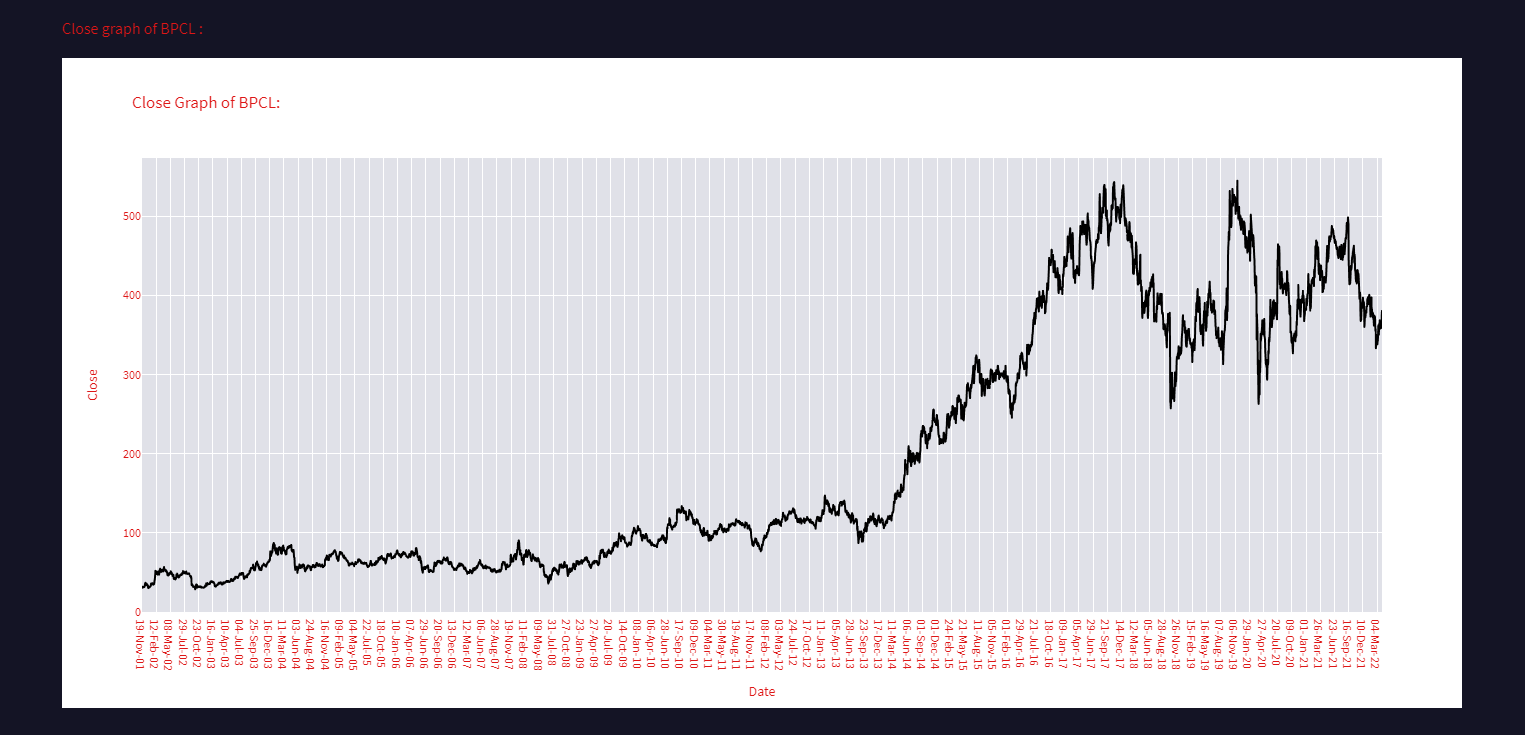 Close graph of BPCL :
Close Graph of BPCL:
500
400
300
200
100
0
Close
19-Nov-01
12-Feb-02
08-May-02
29-Jul-02
23-Oct-02
16-Jan-03
10-Apr-03
04-Jul-03
25-Sep-03
16-Dec-03
11-Mar-04
03-Jun-04
24-Aug-04
16-Nov-04
09-Feb-05
04-May-05
22-Jul-05
18-Oct-05
10-Jan-06
07-Apr-06
29-Jun-06
20-Sep-06
13-Dec-06
12-Mar-07
06-Jun-07
28-Aug-07
19-Nov-07
11-Feb-08
09-May-08
31-Jul-08
27-Oct-08
27-Jan-09
27-Apr-09
20-Jul-09
14-Oct-09
08-Jan-10
06-Apr-10
28-Jun-10
17-Sep-10
09-Dec-10
04-Mar-11
30-May-11
19-Aug-11
17-Nov-11
08-Feb-12
03-May-12
24-Jul-12
17-Oct-12
11-Jan-13
05-Apr-13
28-Jun-13
23-Sep-13
17-Dec-13
11-Mar-14
06-Jun-14
01-Sep-14
01-Dec-14
24-Feb-15
21-May-15
11-Aug-15
05-Nov-15
01-Feb-16
29-Apr-16
21-Jul-16
18-Oct-16
09-Jan-17
05-Apr-17
29-Jun-17
21-Sep-17
14-Dec-17
12-Mar-18
05-Jun-18
28-Aug-18
26-Nov-18
15-Feb-19
16-May-19
07-Aug-19
06-Nov-19
29-Jan-20
27-Apr-20
20-Jul-20
09-Oct-20
01-Jan-21
26-Mar-21
23-Jun-21
16-Sep-21
10-Dec-21
04-Mar-22
Date